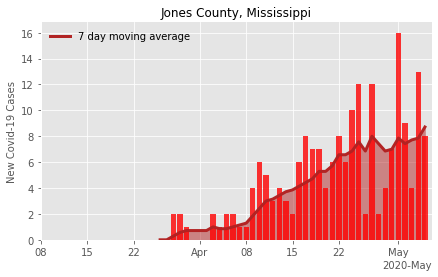 Jones County, Mississippi
7 day moving average
New Covid-19 Cases
16
14
12
10
8
6
4
2
0
08 15 22 Apr 08 15 22 May
2020-May